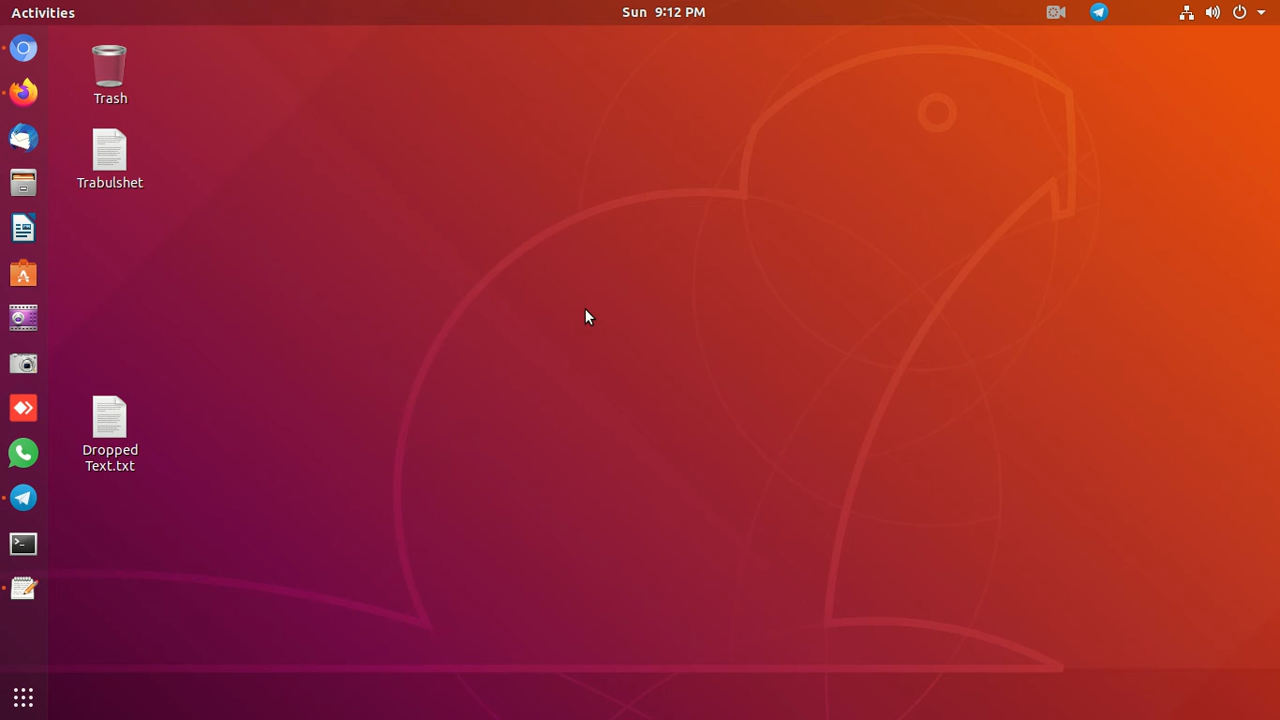 Activities
Sun 9:12 PM
Trash
Trabulshet
Dropped
Text.txt